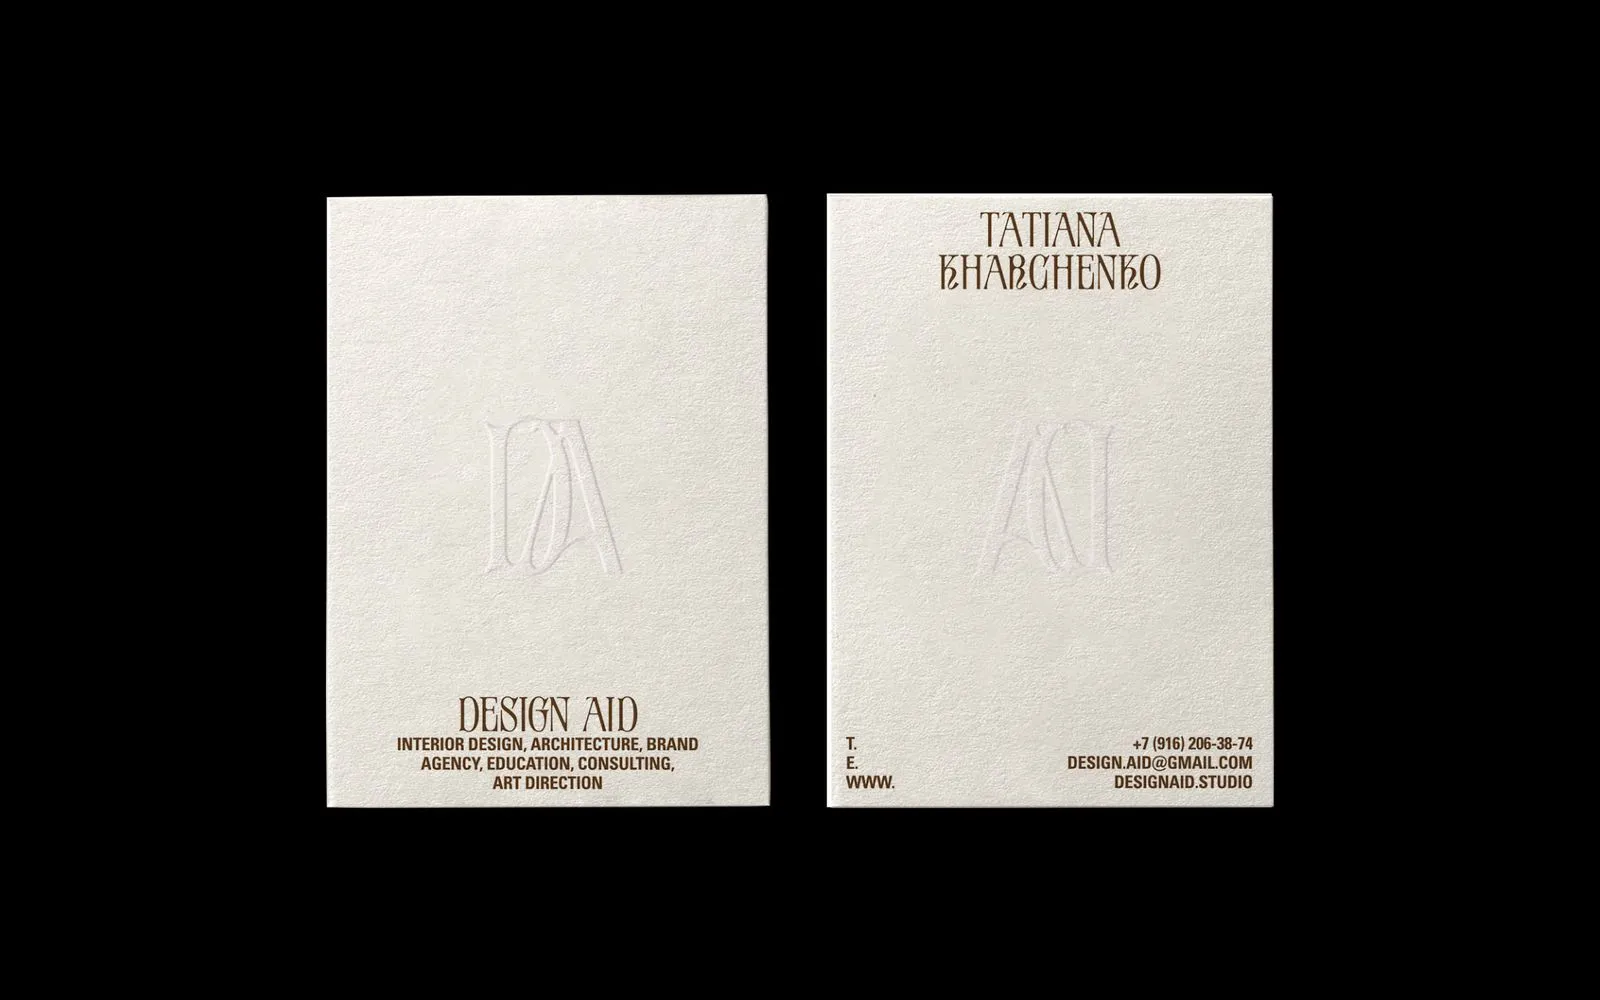 DA
DESIGN AID
INTERIOR DESIGN, ARCHITECTURE, BRAND
AGENCY, EDUCATION, CONSULTING,
ART DIRECTION
TATIANA
KHARCHENKO
T. +7 (916) 206-38-74
E. DESIGN.AID@GMAIL.COM
WWW. DESIGNAID.STUDIO